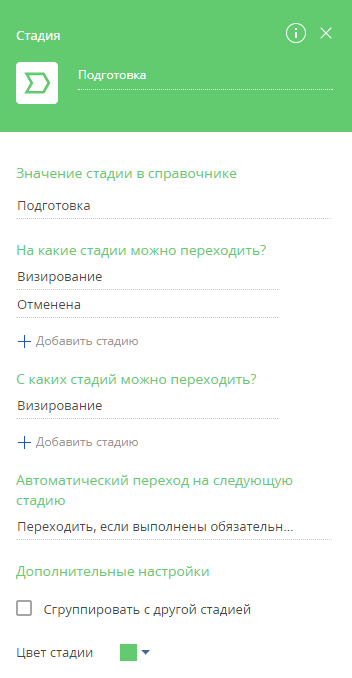 Стадия
Подготовка
Значение стадии в справочнике
Подготовка
На какие стадии можно переходить?
Визирование
Отменена
Добавить стадию
С каких стадий можно переходить?
Визирование
Добавить стадию
Автоматический переход на следующую
стадию
Переходить, если выполнены обязательн...
Дополнительные настройки
Сгруппировать с другой стадией
Цвет стадии